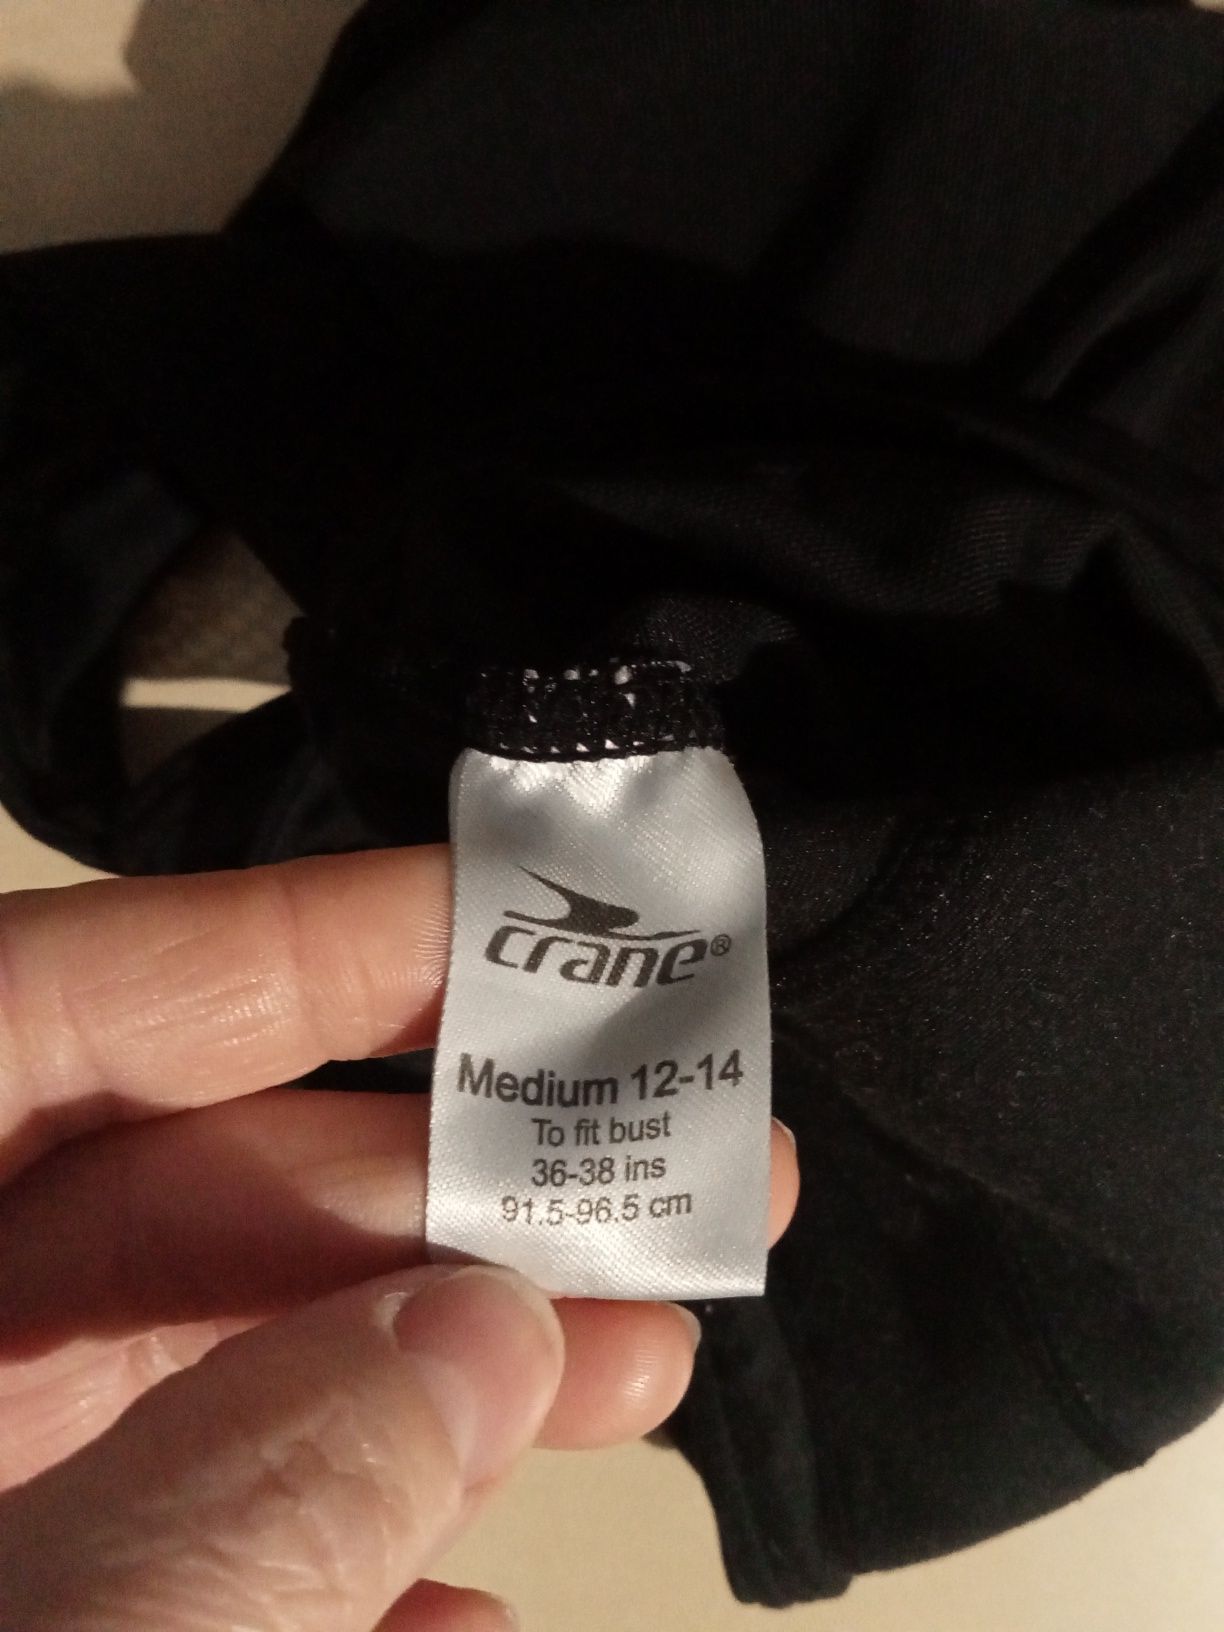 crane®
Medium 12-14
To fit bust
36-38 ins
91.5-96.5 cm